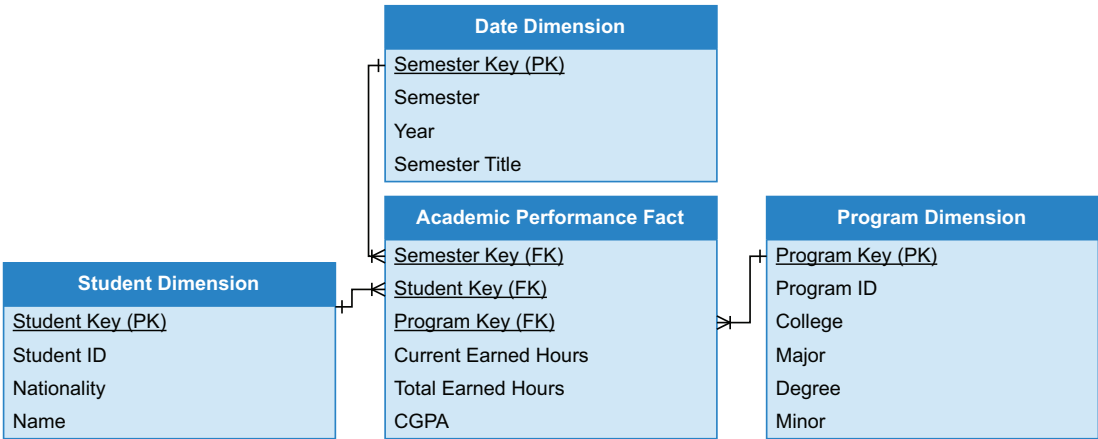 Date Dimension
Semester Key (PK)
Semester
Year
Semester Title
Academic Performance Fact
Semester Key (FK)
Student Key (FK)
Program Key (FK)
Current Earned Hours
Total Earned Hours
CGPA
Program Dimension
Program Key (PK)
Program ID
College
Major
Degree
Minor
Student Dimension
Student Key (PK)
Student ID
Nationality
Name